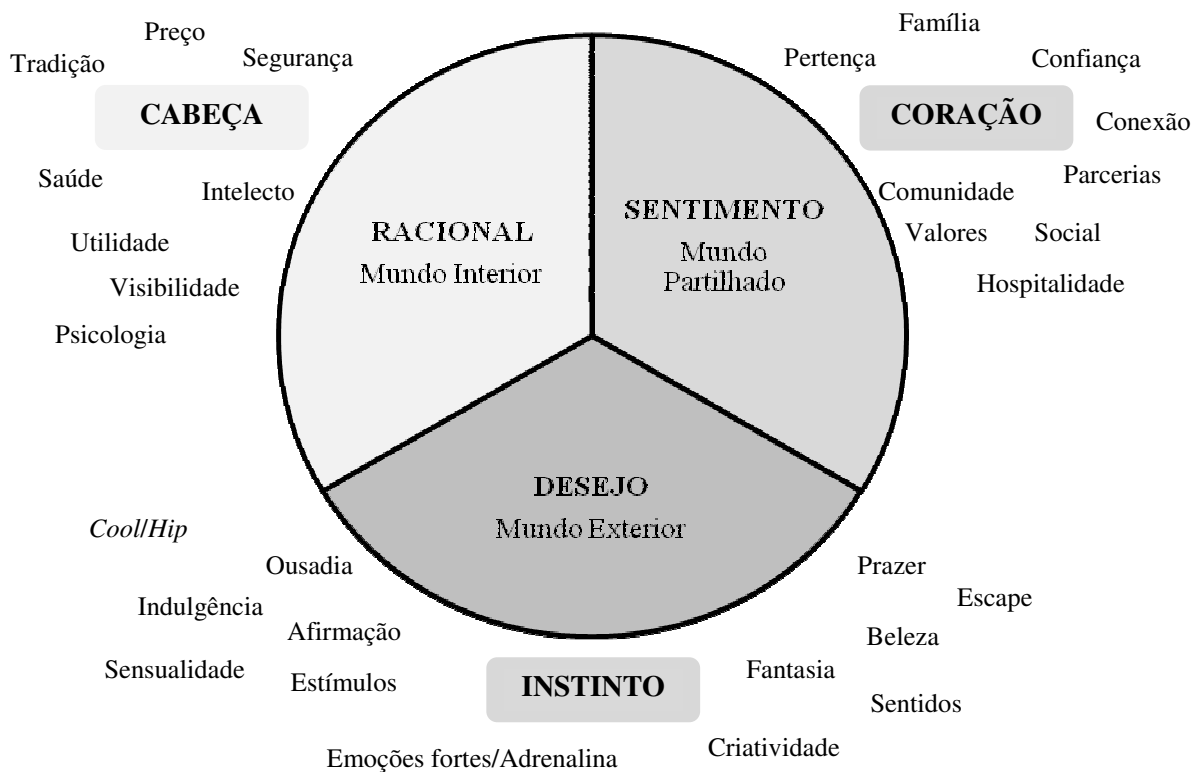 Preço
Tradição
Segurança
CABEÇA
Saúde
Intelecto
Utilidade
Visibilidade
Psicologia
RACIONAL
Mundo Interior
Família
Pertença
Confiança
CORAÇÃO
Conexão
Parcerias
Comunidade
Valores
Social
Hospitalidade
SENTIMENTO
Mundo
Partilhado
DESEJO
Mundo Exterior
Cool/Hip
Ousadia
Indulgência
Afirmação
Sensualidade
Estímulos
INSTINTO
Emoções fortes/Adrenalina
Prazer
Escape
Beleza
Fantasia
Sentidos
Criatividade